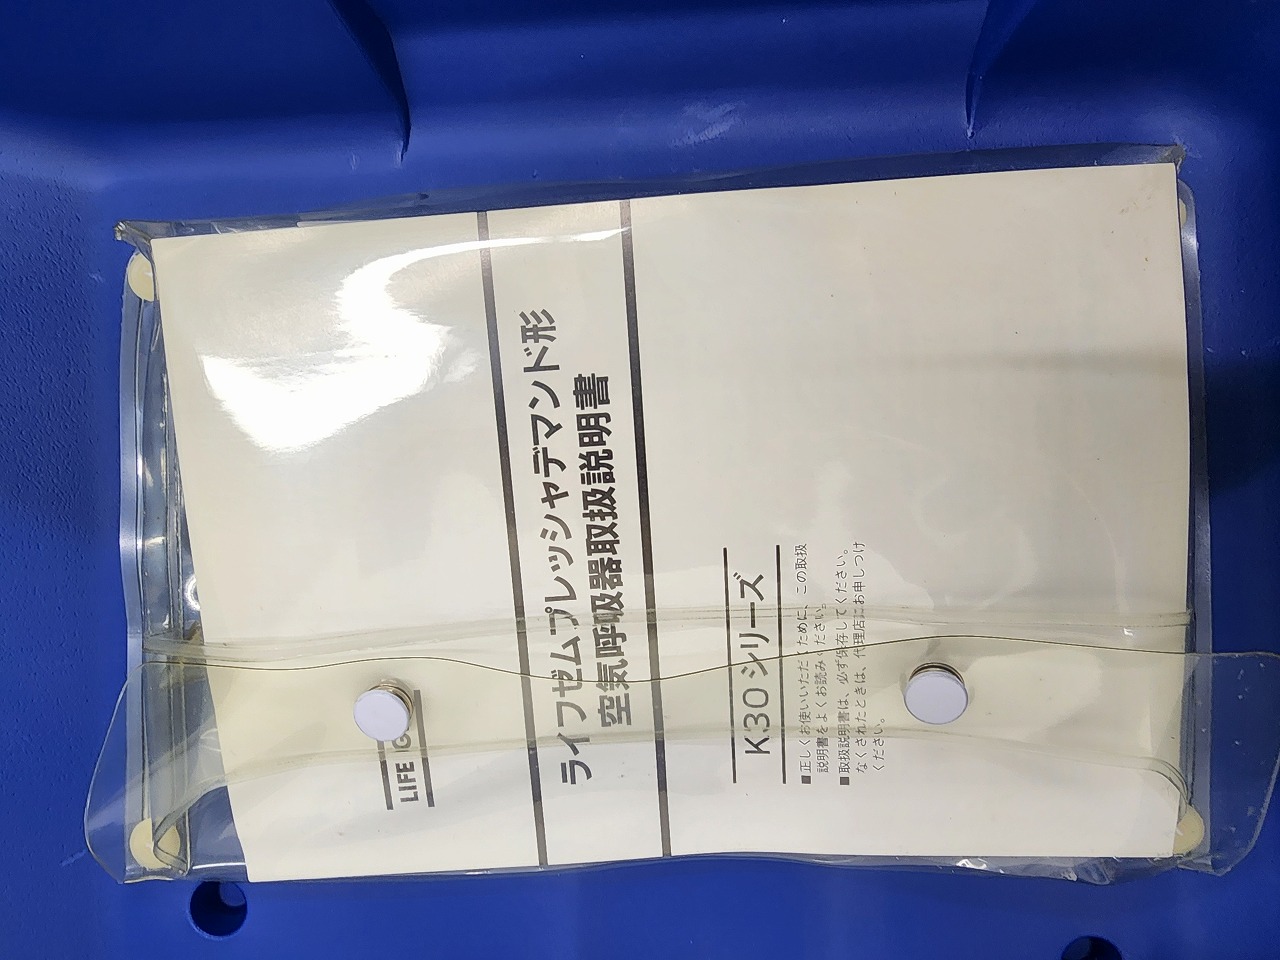 LIFE
ライフゼムプレッシャデマンド形
空気呼吸器取扱説明書
K30 シリーズ
■正しくお使いいただくために、この取扱
説明書をよくお読みください。
■取扱説明書は、必ず保存してください。
なくされたときは、代理店にお申しつけ
ください。